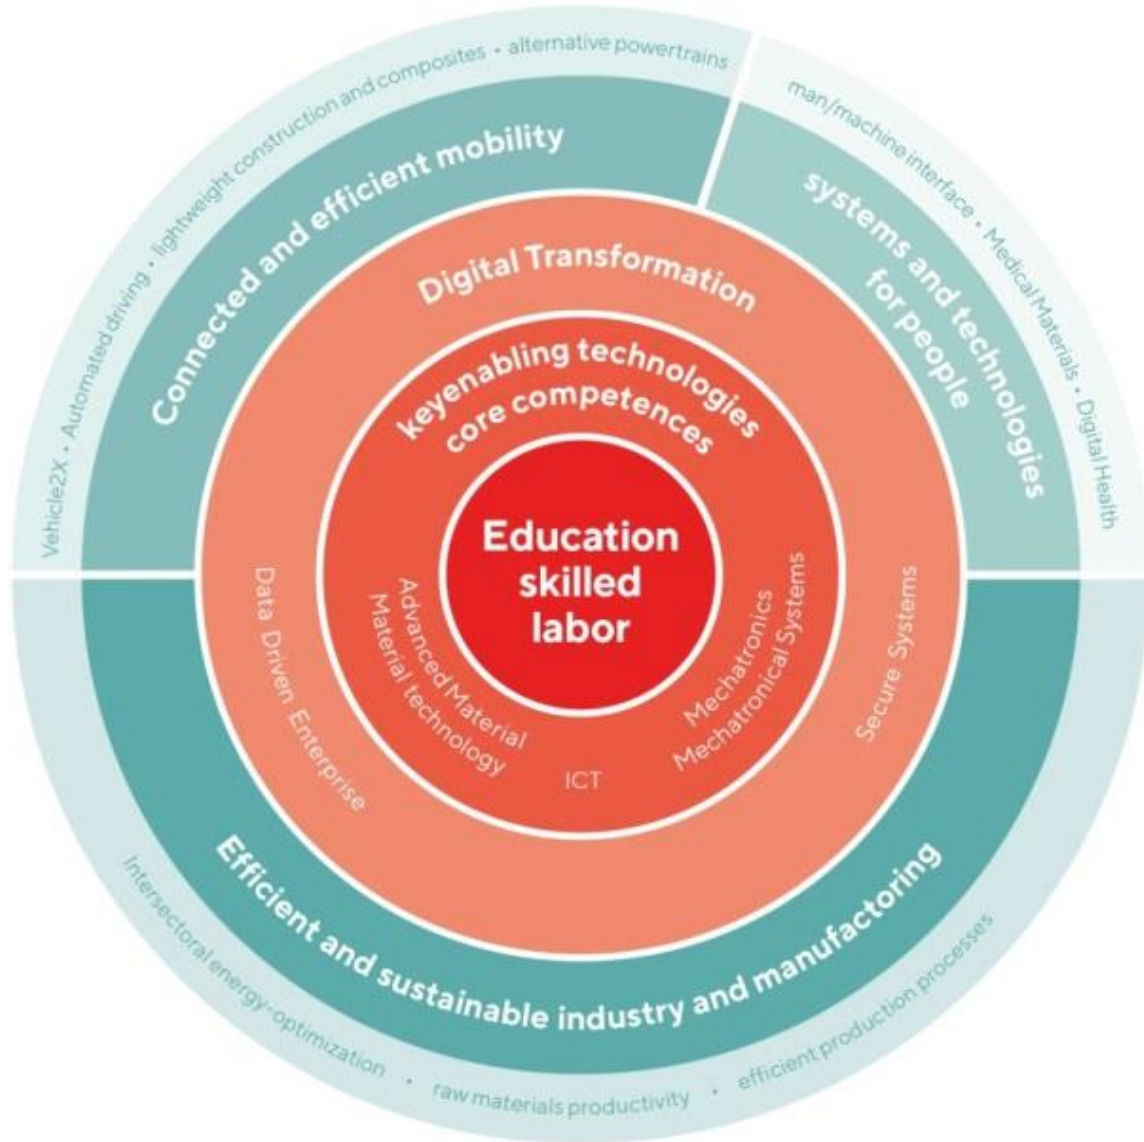 Vehicle2X • Automated driving • lightweight construction and composites • alternative powertrains
man/machine interface • Medical Materials • Digital Health
Connected and efficient mobility
systems and technologies
for people
Digital Transformation
keyenabling technologies
core competences
Education
skilled
labor
Advanced Material
Material technology
ICT
Mechatronics
Mechatronical Systems
Data Driven Enterprise
Secure Systems
Efficient and sustainable industry and manufactoring
Intersectoral energy-optimization • raw materials productivity • efficient production processes